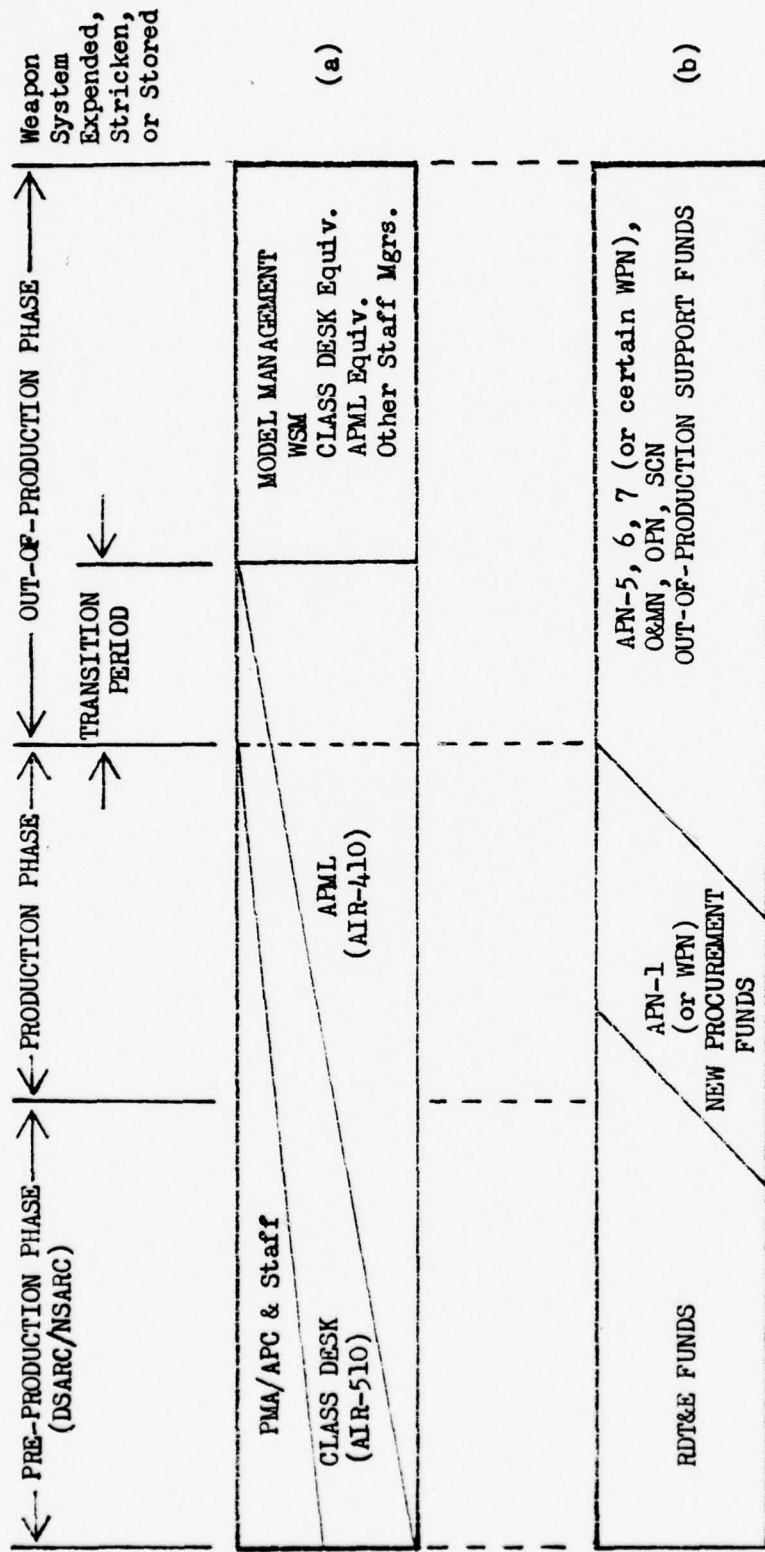 PRE-PRODUCTION PHASE
(DSARC/NSARC)
PRODUCTION PHASE
OUT-OF-PRODUCTION PHASE
TRANSITION
PERIOD
Weapon
System
Expended,
Stricken,
or Stored
PMA/APC & Staff
CLASS DESK
(AIR-510)
APML
(AIR-410)
MODEL MANAGEMENT
WSM
CLASS DESK Equiv.
APML Equiv.
Other Staff Mgrs.
(a)
RDT&E FUNDS
APN-1
(or WPN)
NEW PROCUREMENT
FUNDS
APN-5, 6, 7 (or certain WPN),
O&MN, OPN, SCN
OUT-OF-PRODUCTION SUPPORT FUNDS
(b)